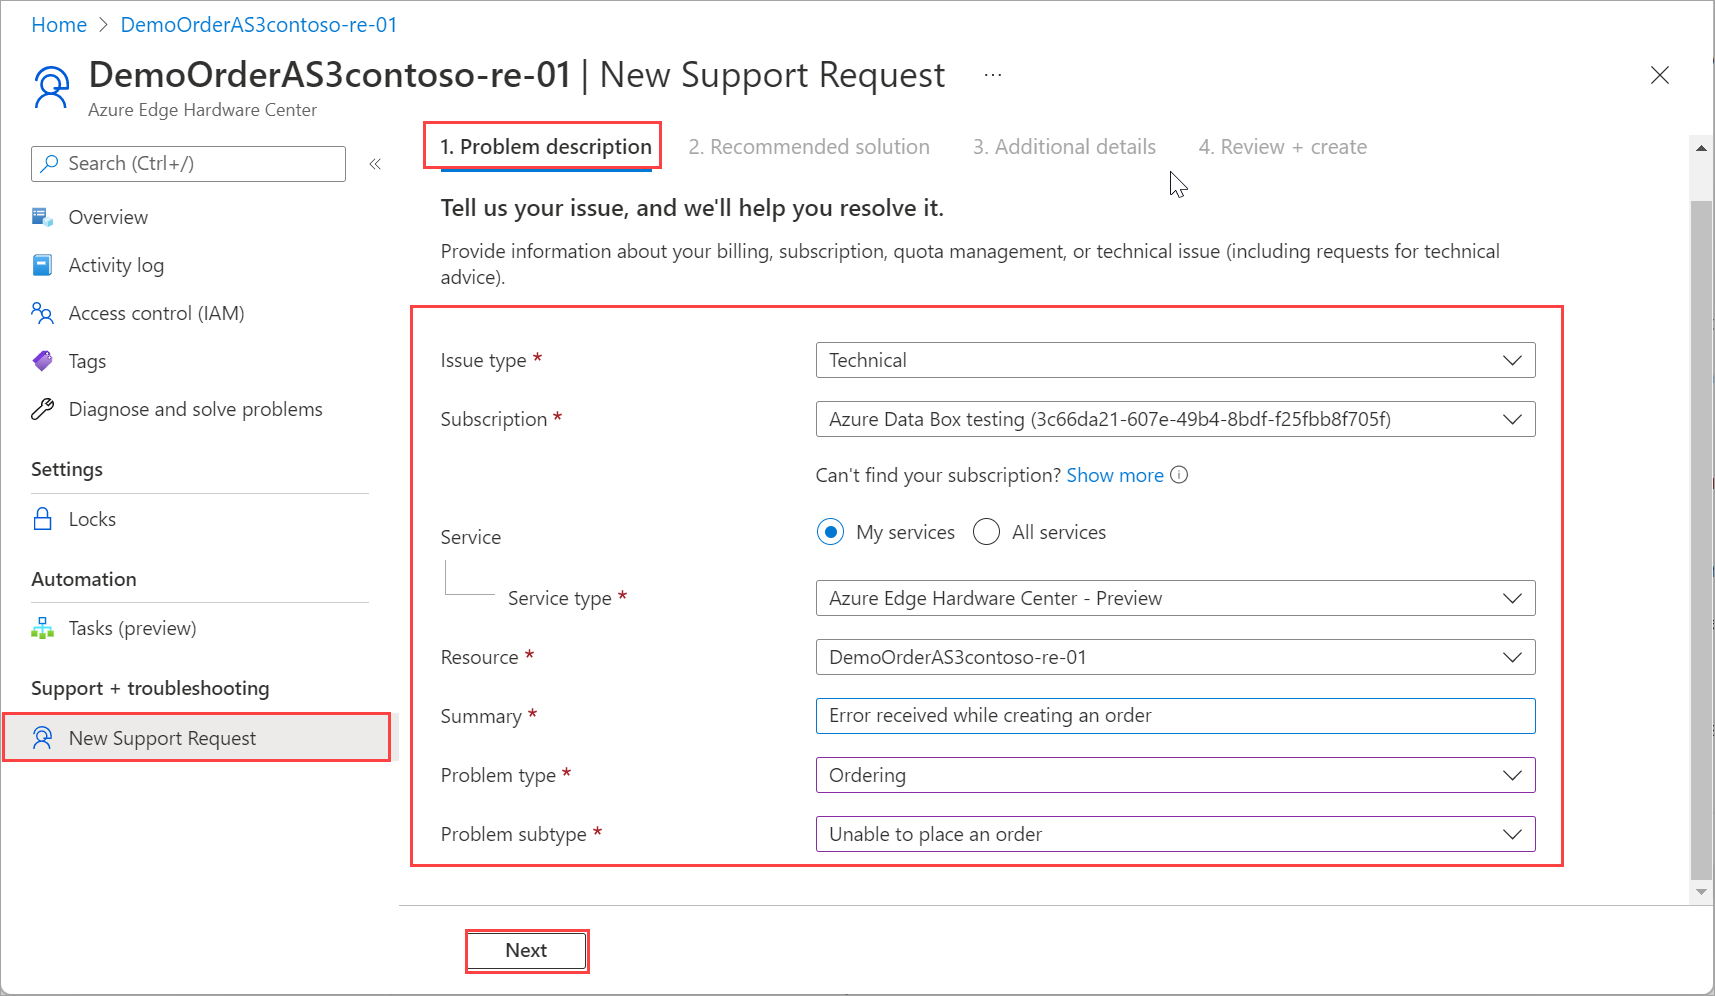 Home > DemoOrderAS3contoso-re-01
DemoOrderAS3contoso-re-01 | New Support Request ...
Azure Edge Hardware Center
Search (Ctrl+/)
«
Overview
Activity log
Access control (IAM)
Tags
Diagnose and solve problems
Settings
Locks
Automation
Tasks (preview)
Support + troubleshooting
New Support Request
1. Problem description 2. Recommended solution 3. Additional details 4. Review + create
Tell us your issue, and we'll help you resolve it.
Provide information about your billing, subscription, quota management, or technical issue (including requests for technical
advice).
Issue type * Technical
Subscription * Azure Data Box testing (3c66da21-607e-49b4-8bdf-f25fbb8f705f)
Can't find your subscription? Show more
Service My services All services
Service type * Azure Edge Hardware Center - Preview
Resource * DemoOrderAS3contoso-re-01
Summary * Error received while creating an order
Problem type * Ordering
Problem subtype * Unable to place an order
Next